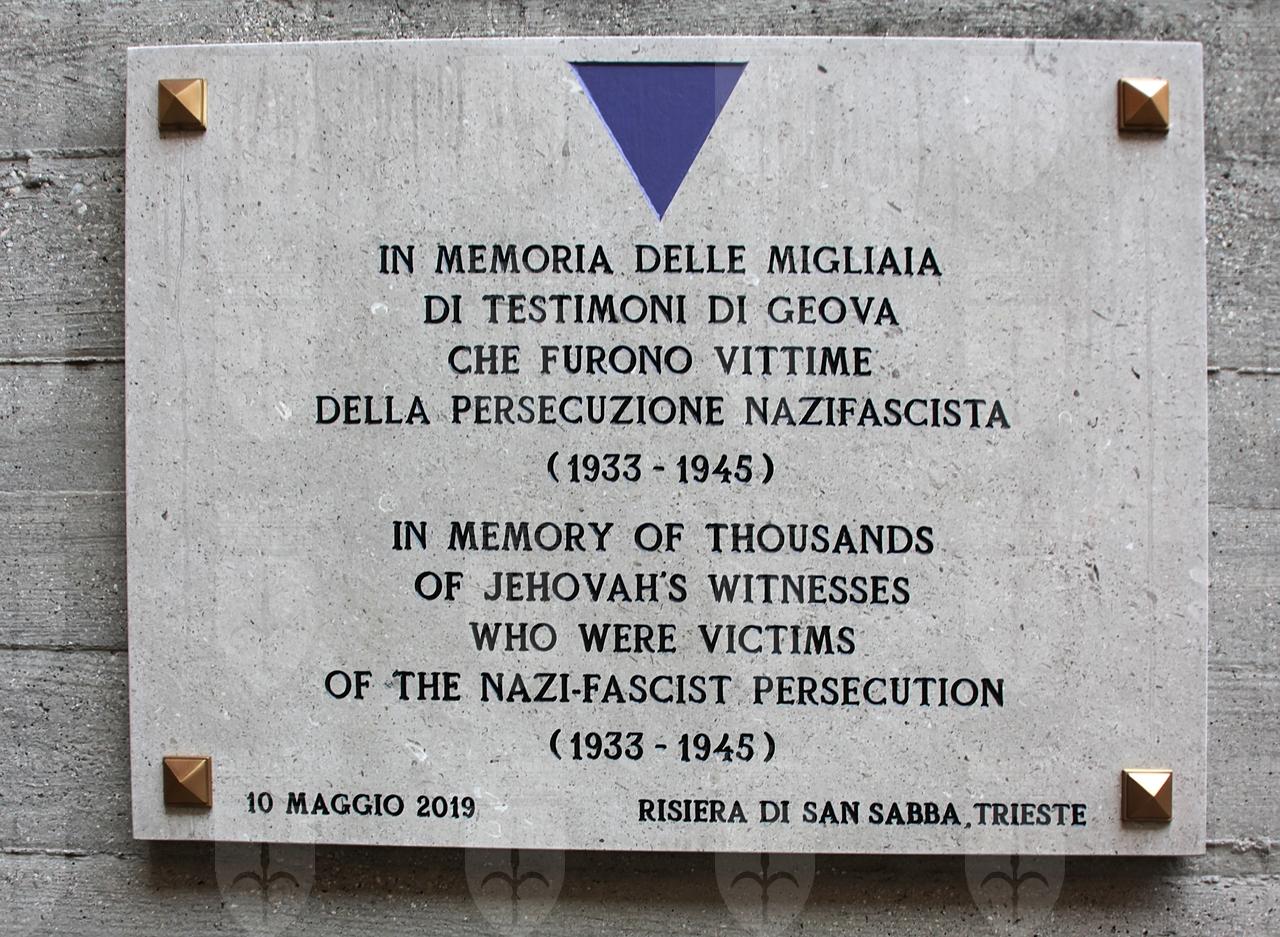 IN MEMORIA DELLE MIGLIAIA
DI TESTIMONI DI GEOVA
CHE FURONO VITTIME
DELLA PERSECUZIONE NAZIFASCISTA
(1933 - 1945)
IN MEMORY OF THOUSANDS
OF JEHOVAH'S WITNESSES
WHO WERE VICTIMS
OF THE NAZI-FASCIST PERSECUTION
(1933 - 1945)
10 MAGGIO 2019
RISIERA DI SAN SABBA, TRIESTE